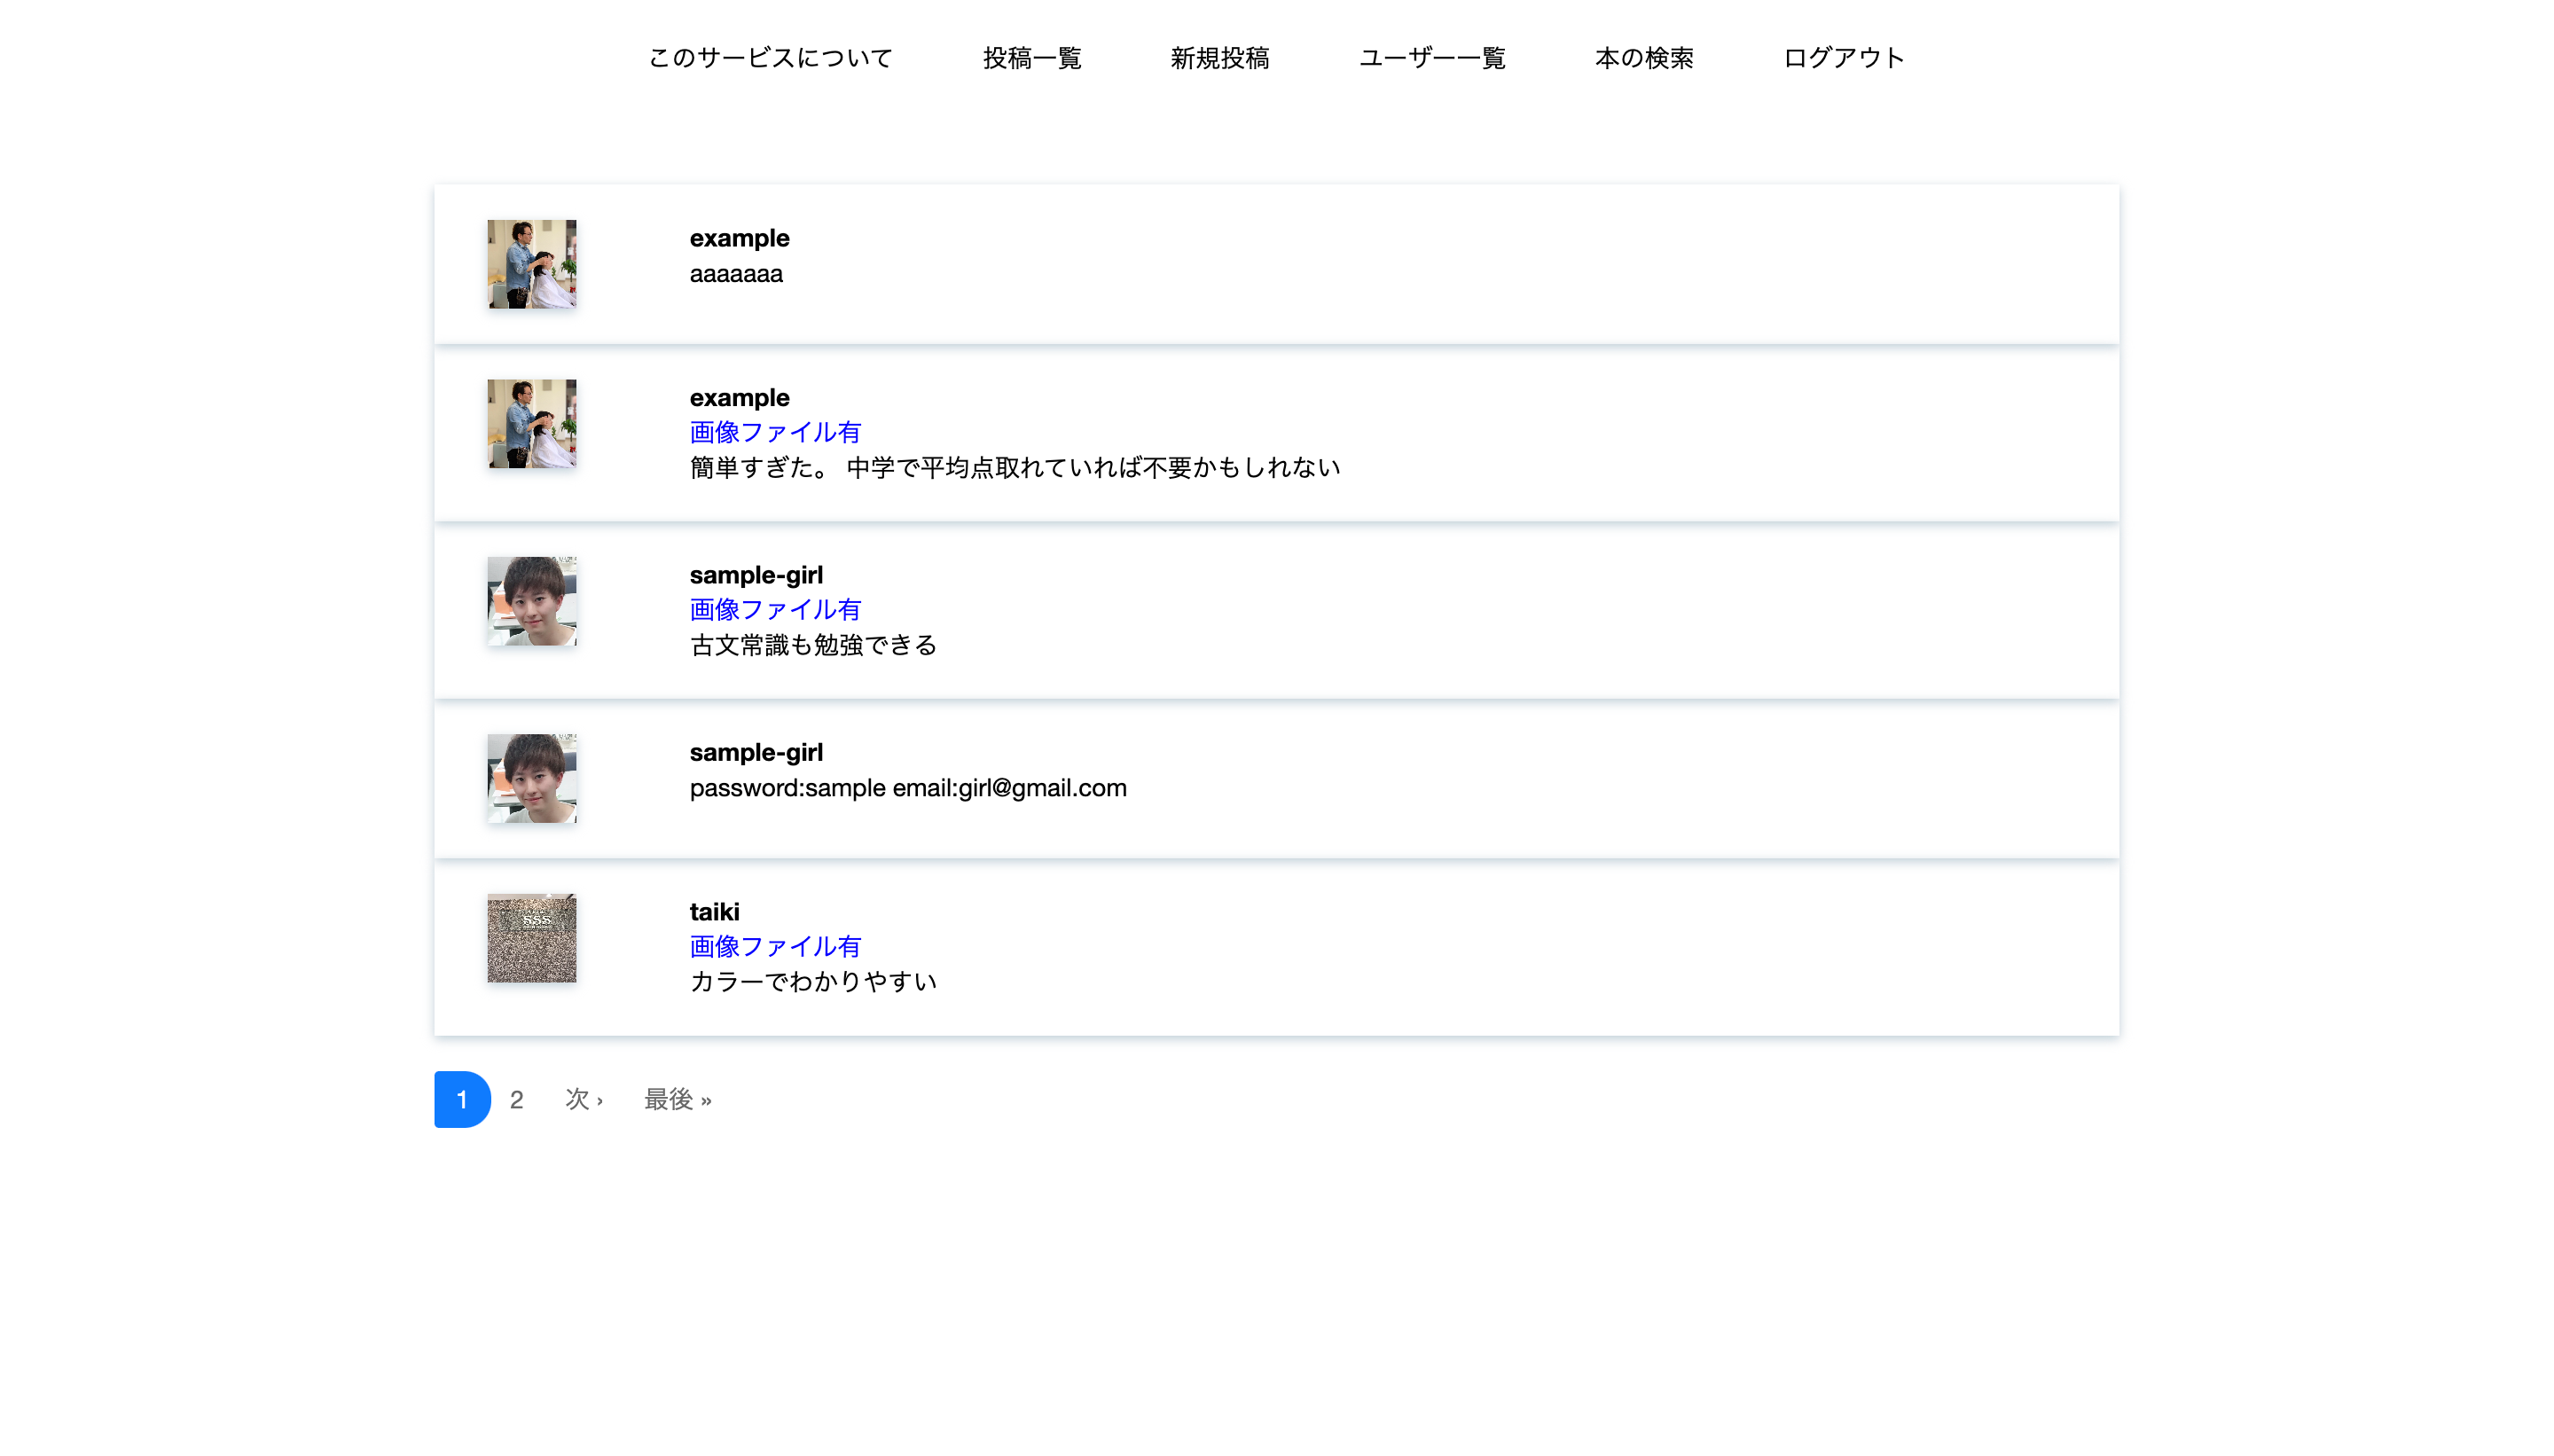 このサービスについて 投稿一覧 新規投稿 ユーザー一覧 本の検索 ログアウト
example
aaaaaaa
example
画像ファイル有
簡単すぎた。 中学で平均点取れていれば不要かもしれない
sample-girl
画像ファイル有
古文常識も勉強できる
sample-girl
password:sample email:girl@gmail.com
555
taiki
画像ファイル有
カラーでわかりやすい
1 2 次 › 最後 »